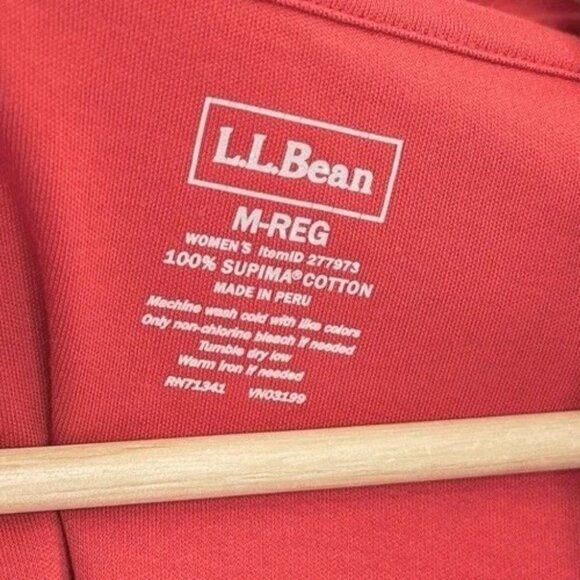 L.L.Bean
M-REG
WOMEN'S ItemID 277973
100% SUPIMA® COTTON
MADE IN PERU
Machine wash cold with like colors
Only non-chlorine bleach if needed
Tumble dry low
Warm iron if needed
RN71341 VN03199